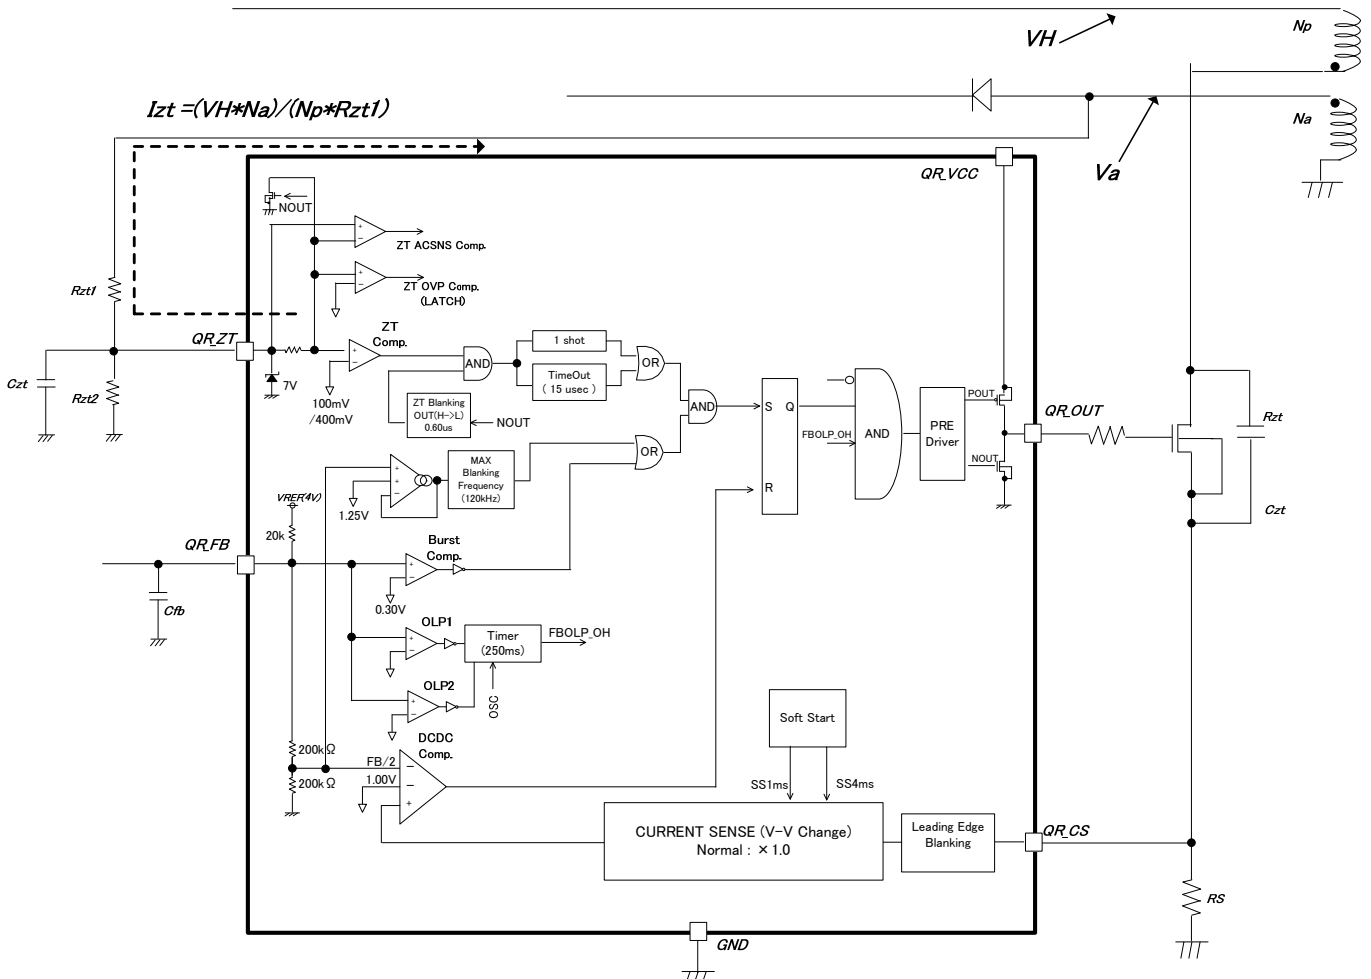 VH
Np
Izt =(VH*Na)/(Np*Rzt1)
Na
Va
QR_VCC
NOUT
ZT ACSNS Comp.
ZT OVP Comp.
(LATCH)
Rzt1
QR_ZT
ZT
Comp.
1 shot
AND
OR
TimeOut
( 15 usec )
Czt
Rzt2
7V
100mV
/400mV
ZT Blanking
OUT(H->L)
0.60us
NOUT
AND
S
Q
R
FBOLP_OH
AND
POUT
PRE
Driver
NOUT
QR_OUT
Rzt
Czt
OR
MAX
Blanking
Frequency
(120kHz)
1.25V
VREF(4V)
20k
QR_FB
Cfb
Burst
Comp.
0.30V
OLP1
Timer
(250ms)
FBOLP_OH
OLP2
OSC
Soft Start
SS1ms
SS4ms
200kΩ
200kΩ
DCDC
Comp.
FB/2
1.00V
CURRENT SENSE (V-V Change)
Normal : ×1.0
Leading Edge
Blanking
QR_CS
RS
GND